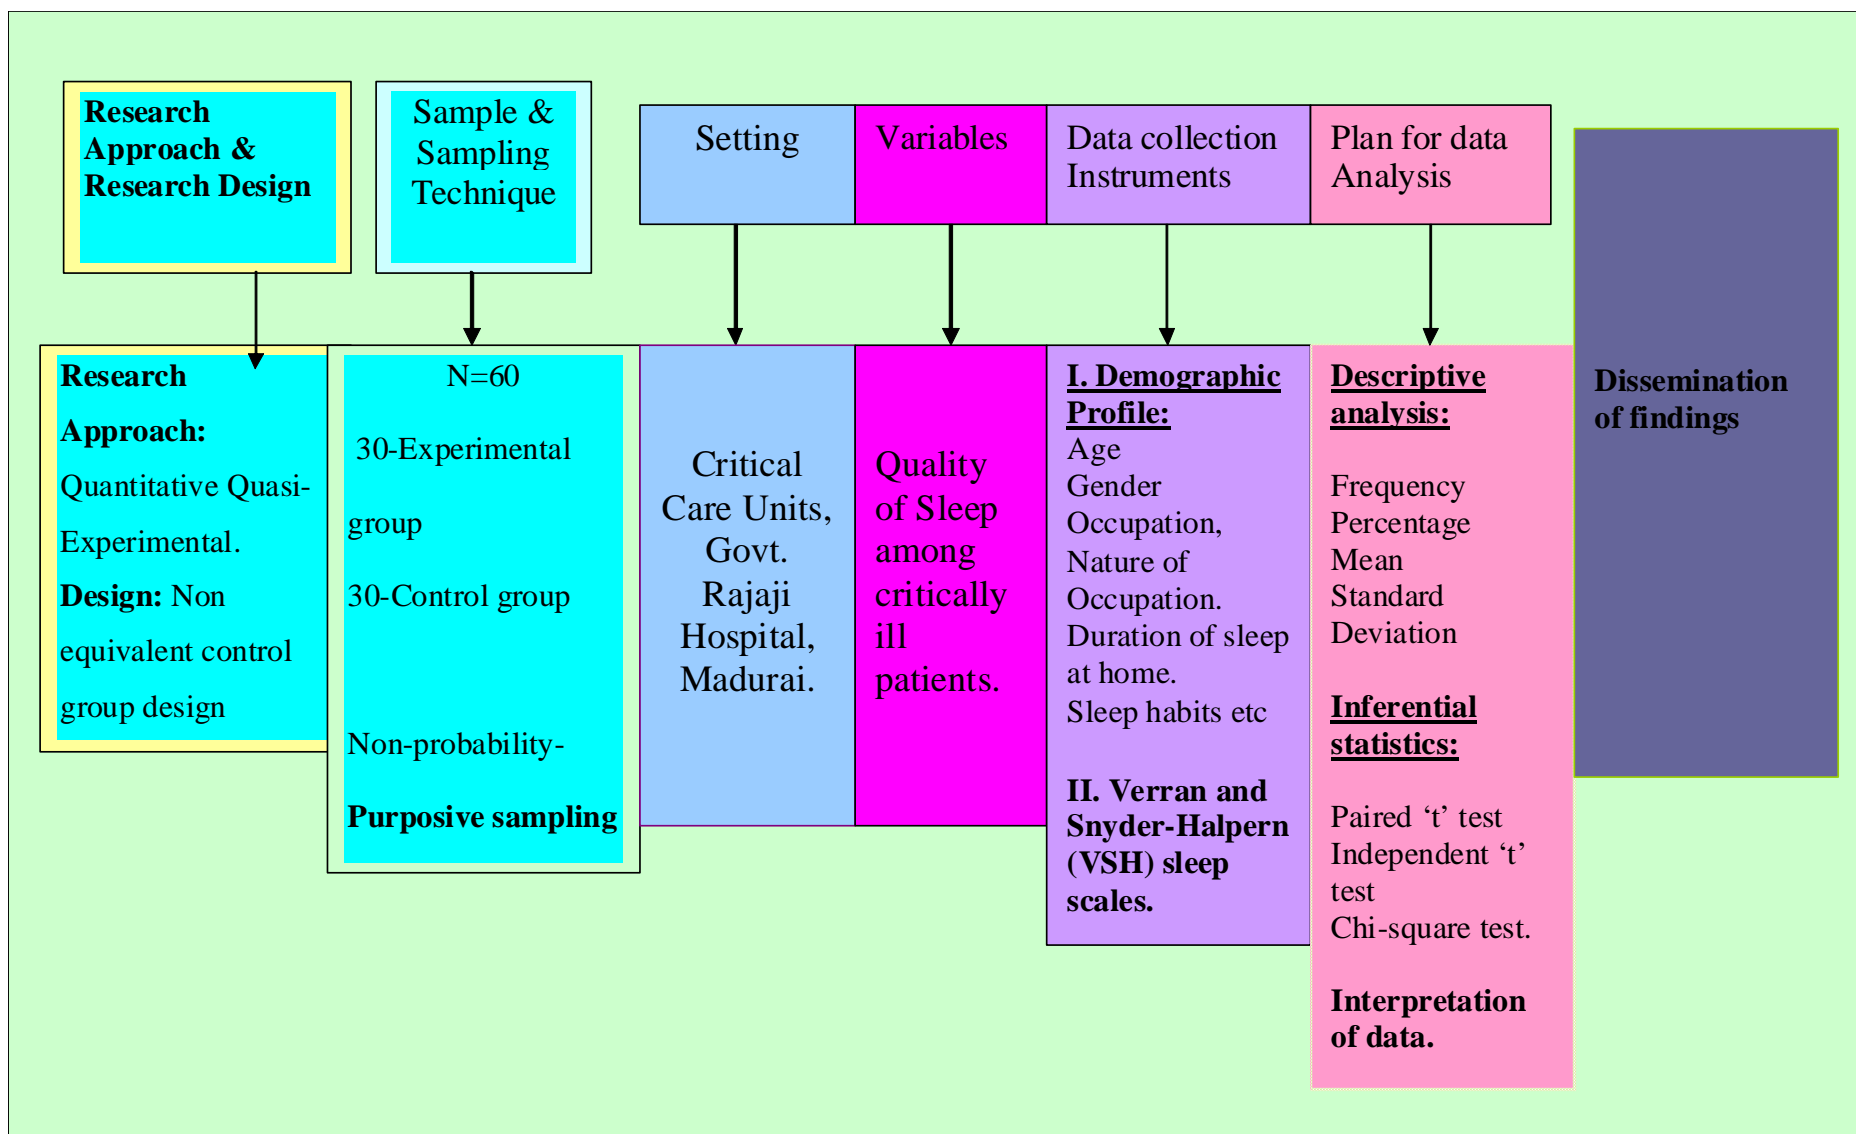 Research
Approach &
Research Design
Sample &
Sampling
Technique
Setting
Variables
Data collection
Instruments
Plan for data
Analysis
Research
Approach:
Quantitative Quasi-
Experimental.
Design: Non
equivalent control
group design
N=60
30-Experimental
group
30-Control group
Non-probability-
Purposive sampling
Critical
Care Units,
Govt.
Rajaji
Hospital,
Madurai.
Quality
of Sleep
among
critically
ill
patients.
I. Demographic
Profile:
Age
Gender
Occupation,
Nature of
Occupation.
Duration of sleep
at home.
Sleep habits etc
II. Verran and
Snyder-Halpern
(VSH) sleep
scales.
Descriptive
analysis:
Frequency
Percentage
Mean
Standard
Deviation
Inferential
statistics:
Paired ‘t’ test
Independent ‘t’
test
Chi-square test.
Interpretation
of data.
Dissemination
of findings